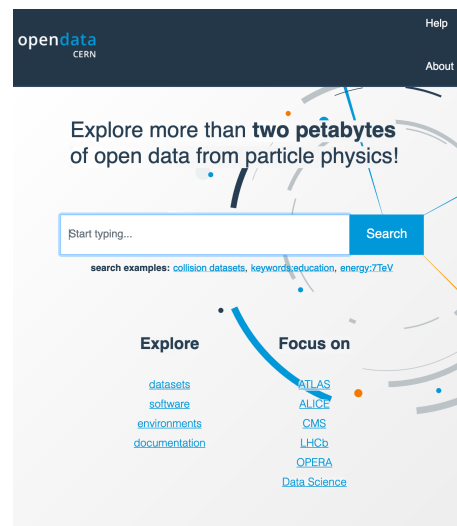 opendata
CERN
Help
About
Explore more than two petabytes
of open data from particle physics!
Start typing...
Search
search examples: collision datasets, keywords:education, energy:7TeV
Explore
datasets
software
environments
documentation
Focus on
ATLAS
ALICE
CMS
LHCb
OPERA
Data Science